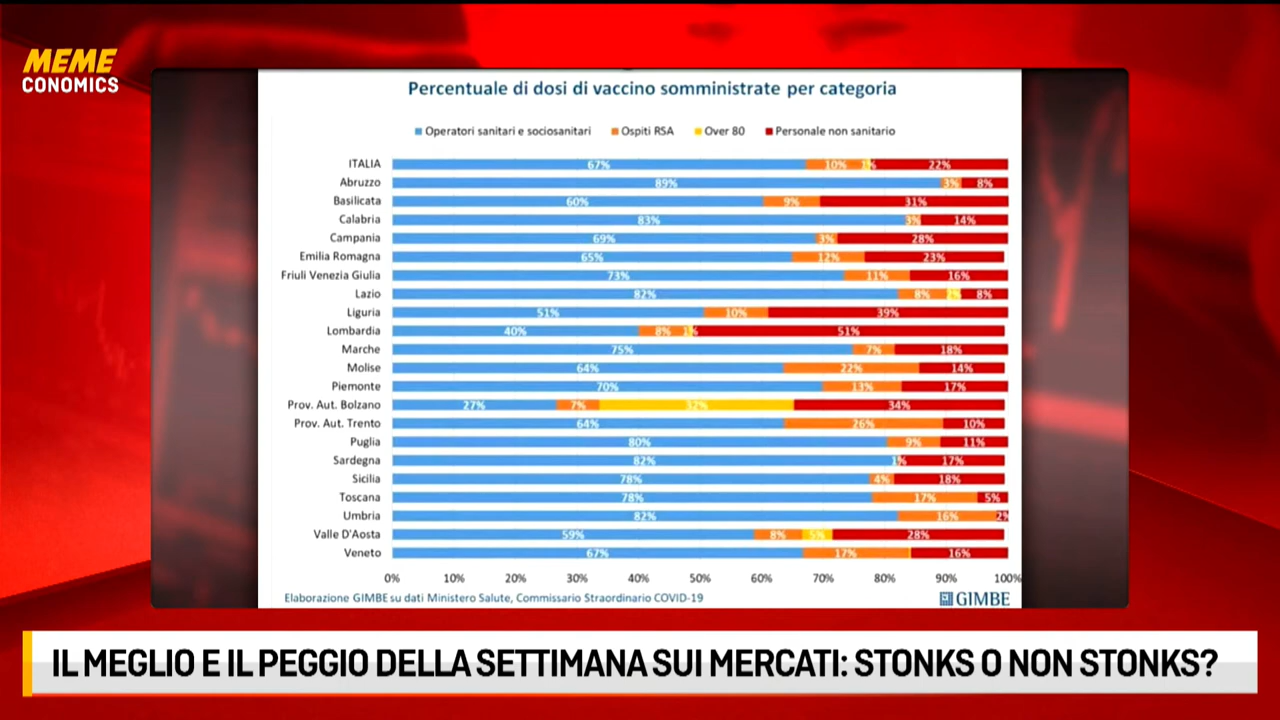 MEME
CONOMICS
Percentuale di dosi di vaccino somministrate per categoria
Operatori sanitari e sociosanitari Ospiti RSA Over 80 Personale non sanitario
ITALIA 67% 10% 1% 22%
Abruzzo 89% 3% 8%
Basilicata 60% 9% 31%
Calabria 83% 3% 14%
Campania 69% 3% 28%
Emilia Romagna 65% 12% 23%
Friuli Venezia Giulia 73% 11% 16%
Lazio 82% 8% 2% 8%
Liguria 51% 10% 39%
Lombardia 40% 8% 1% 51%
Marche 75% 7% 18%
Molise 64% 22% 14%
Piemonte 70% 13% 17%
Prov. Aut. Bolzano 27% 7% 32% 34%
Prov. Aut. Trento 64% 26% 10%
Puglia 80% 9% 11%
Sardegna 82% 1% 17%
Sicilia 78% 4% 18%
Toscana 78% 17% 5%
Umbria 82% 16% 2%
Valle D'Aosta 59% 8% 5% 28%
Veneto 67% 17% 16%
0% 10% 20% 30% 40% 50% 60% 70% 80% 90% 100%
Elaborazione GIMBE su dati Ministero Salute, Commissario Straordinario COVID-19
GIMBE
IL MEGLIO E IL PEGGIO DELLA SETTIMANA SUI MERCATI: STONKS O NON STONKS?